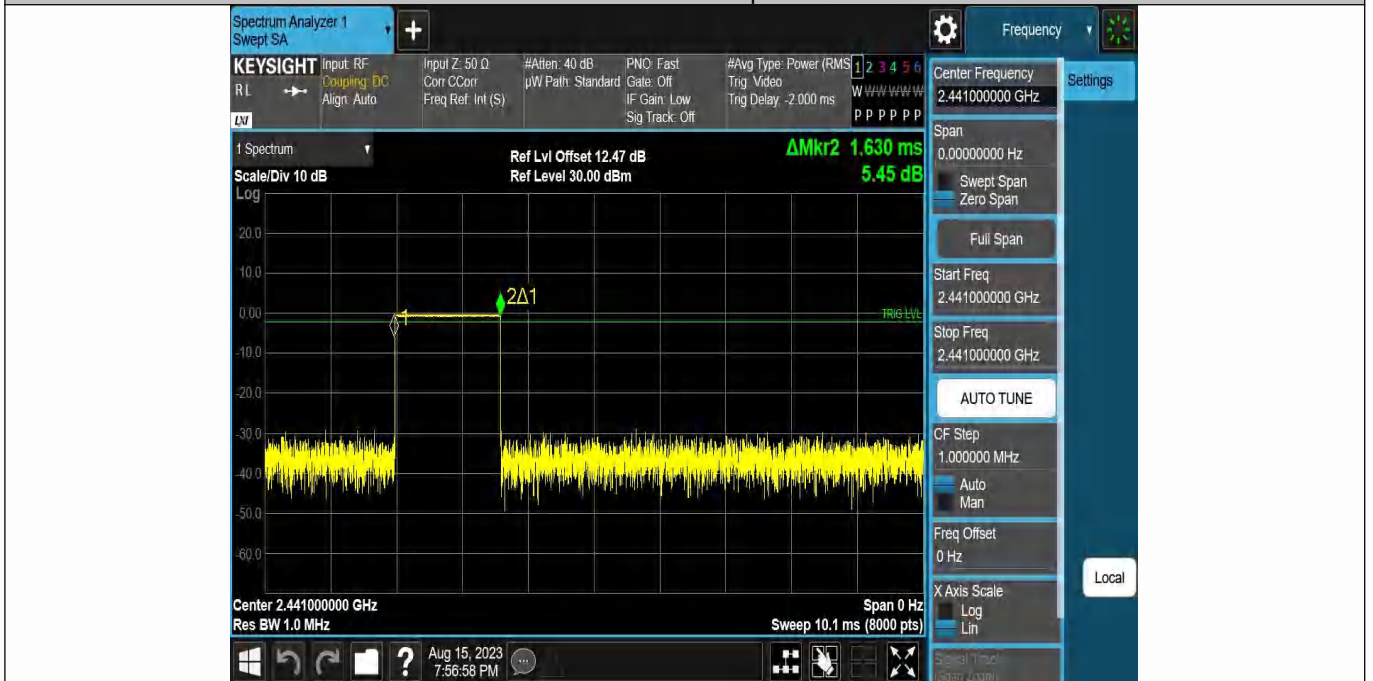 Spectrum Analyzer 1
Swept SA
+
Frequency
KEYSIGHT
RL
LXI
Input: RF
Coupling: DC
Align: Auto
Input Z: 50 Ω
Corr CCorr
Freq Ref: Int (S)
#Atten: 40 dB
µW Path: Standard
PNO: Fast
Gate: Off
IF Gain: Low
Sig Track: Off
#Avg Type: Power (RMS
Trig: Video
Trig Delay: -2.000 ms
1 2 3 4 5 6
W W W W W W
P P P P P P
Center Frequency
2.441000000 GHz
Settings
1 Spectrum
Scale/Div 10 dB
Log
Ref Lvl Offset 12.47 dB
Ref Level 30.00 dBm
ΔMkr2 1.630 ms
5.45 dB
Span
0.00000000 Hz
Swept Span
Zero Span
Full Span
Start Freq
2.441000000 GHz
Stop Freq
2.441000000 GHz
AUTO TUNE
CF Step
1.000000 MHz
Auto
Man
Freq Offset
0 Hz
X Axis Scale
Log
Lin
Signal Track
(Span Zoom)
Local
20.0
10.0
0.00
-10.0
-20.0
-30.0
-40.0
-50.0
-60.0
1
2Δ1
TRIG LVL
Center 2.441000000 GHz
Res BW 1.0 MHz
Span 0 Hz
Sweep 10.1 ms (8000 pts)
?
Aug 15, 2023
7:56:58 PM